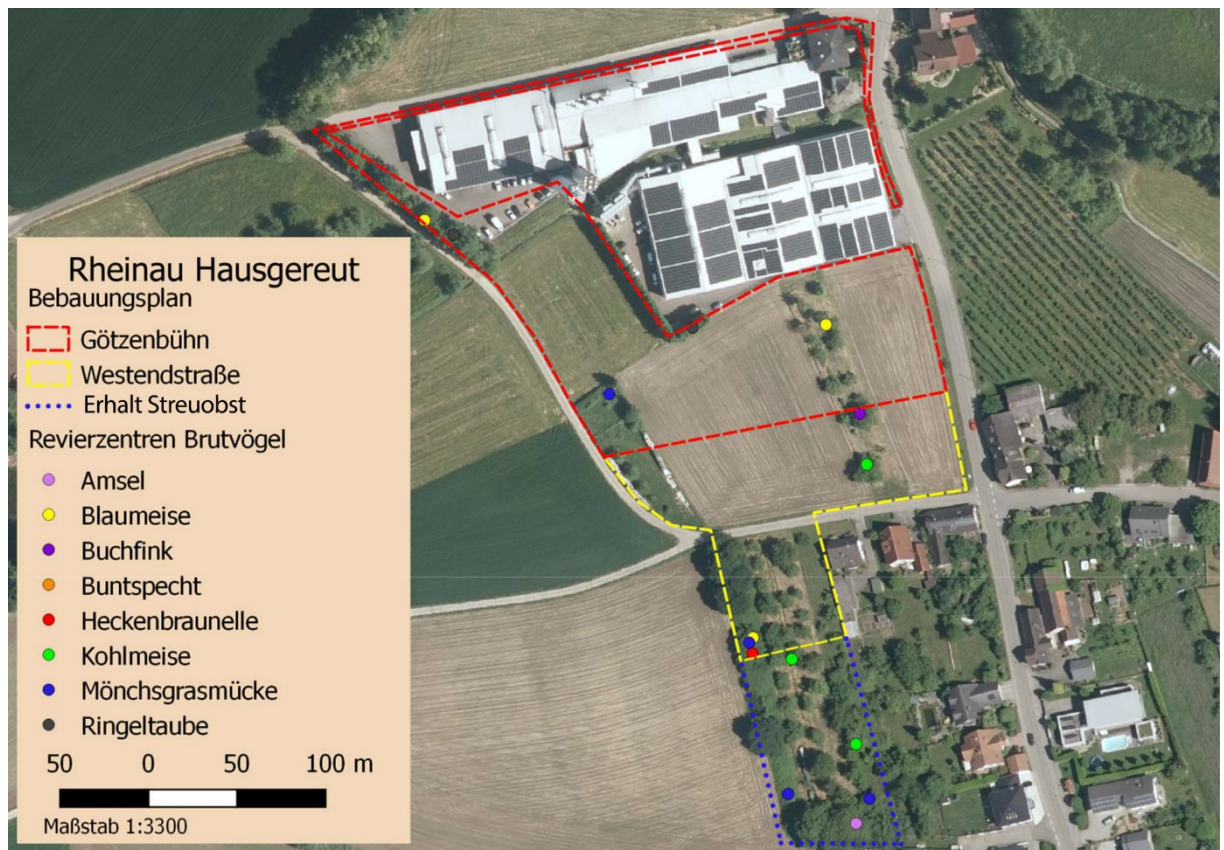 Rheinau Hausgereut
Bebauungsplan
Götzenbühn
Westendstraße
Erhalt Streuobst
Revierzentren Brutvögel
Amsel
Blaumeise
Buchfink
Buntspecht
Heckenbraunelle
Kohlmeise
Mönchsgrasmücke
Ringeltaube
50 0 50 100 m
Maßstab 1:3300